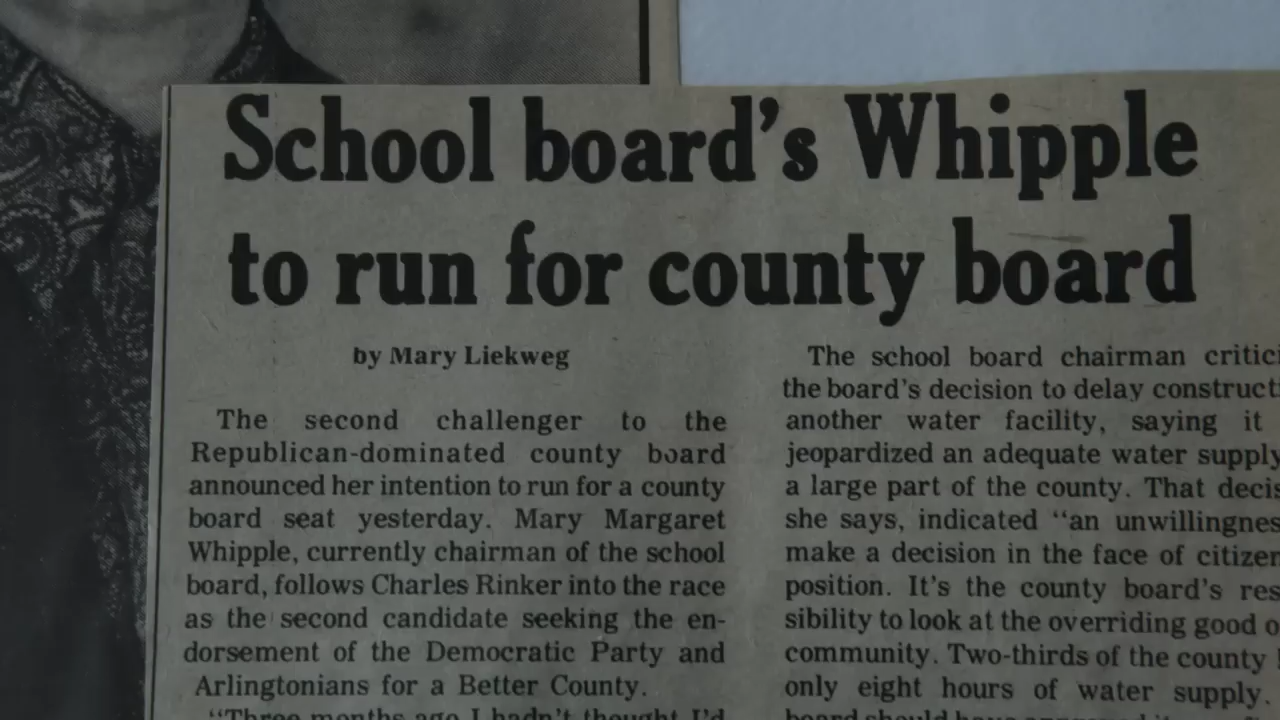 School board's Whipple
to run for county board
by Mary Liekweg
The second challenger to the
Republican-dominated county board
announced her intention to run for a county
board seat yesterday. Mary Margaret
Whipple, currently chairman of the school
board, follows Charles Rinker into the race
as the second candidate seeking the en-
dorsement of the Democratic Party and
Arlingtonians for a Better County.
"Three months ago I hadn't thought I'd
The school board chairman critici
the board's decision to delay constructi
another water facility, saying it
jeopardized an adequate water supply
a large part of the county. That decis
she says, indicated "an unwillingnes
make a decision in the face of citizen
position. It's the county board's res
sibility to look at the overriding good o
community. Two-thirds of the county
only eight hours of water supply.
board should have